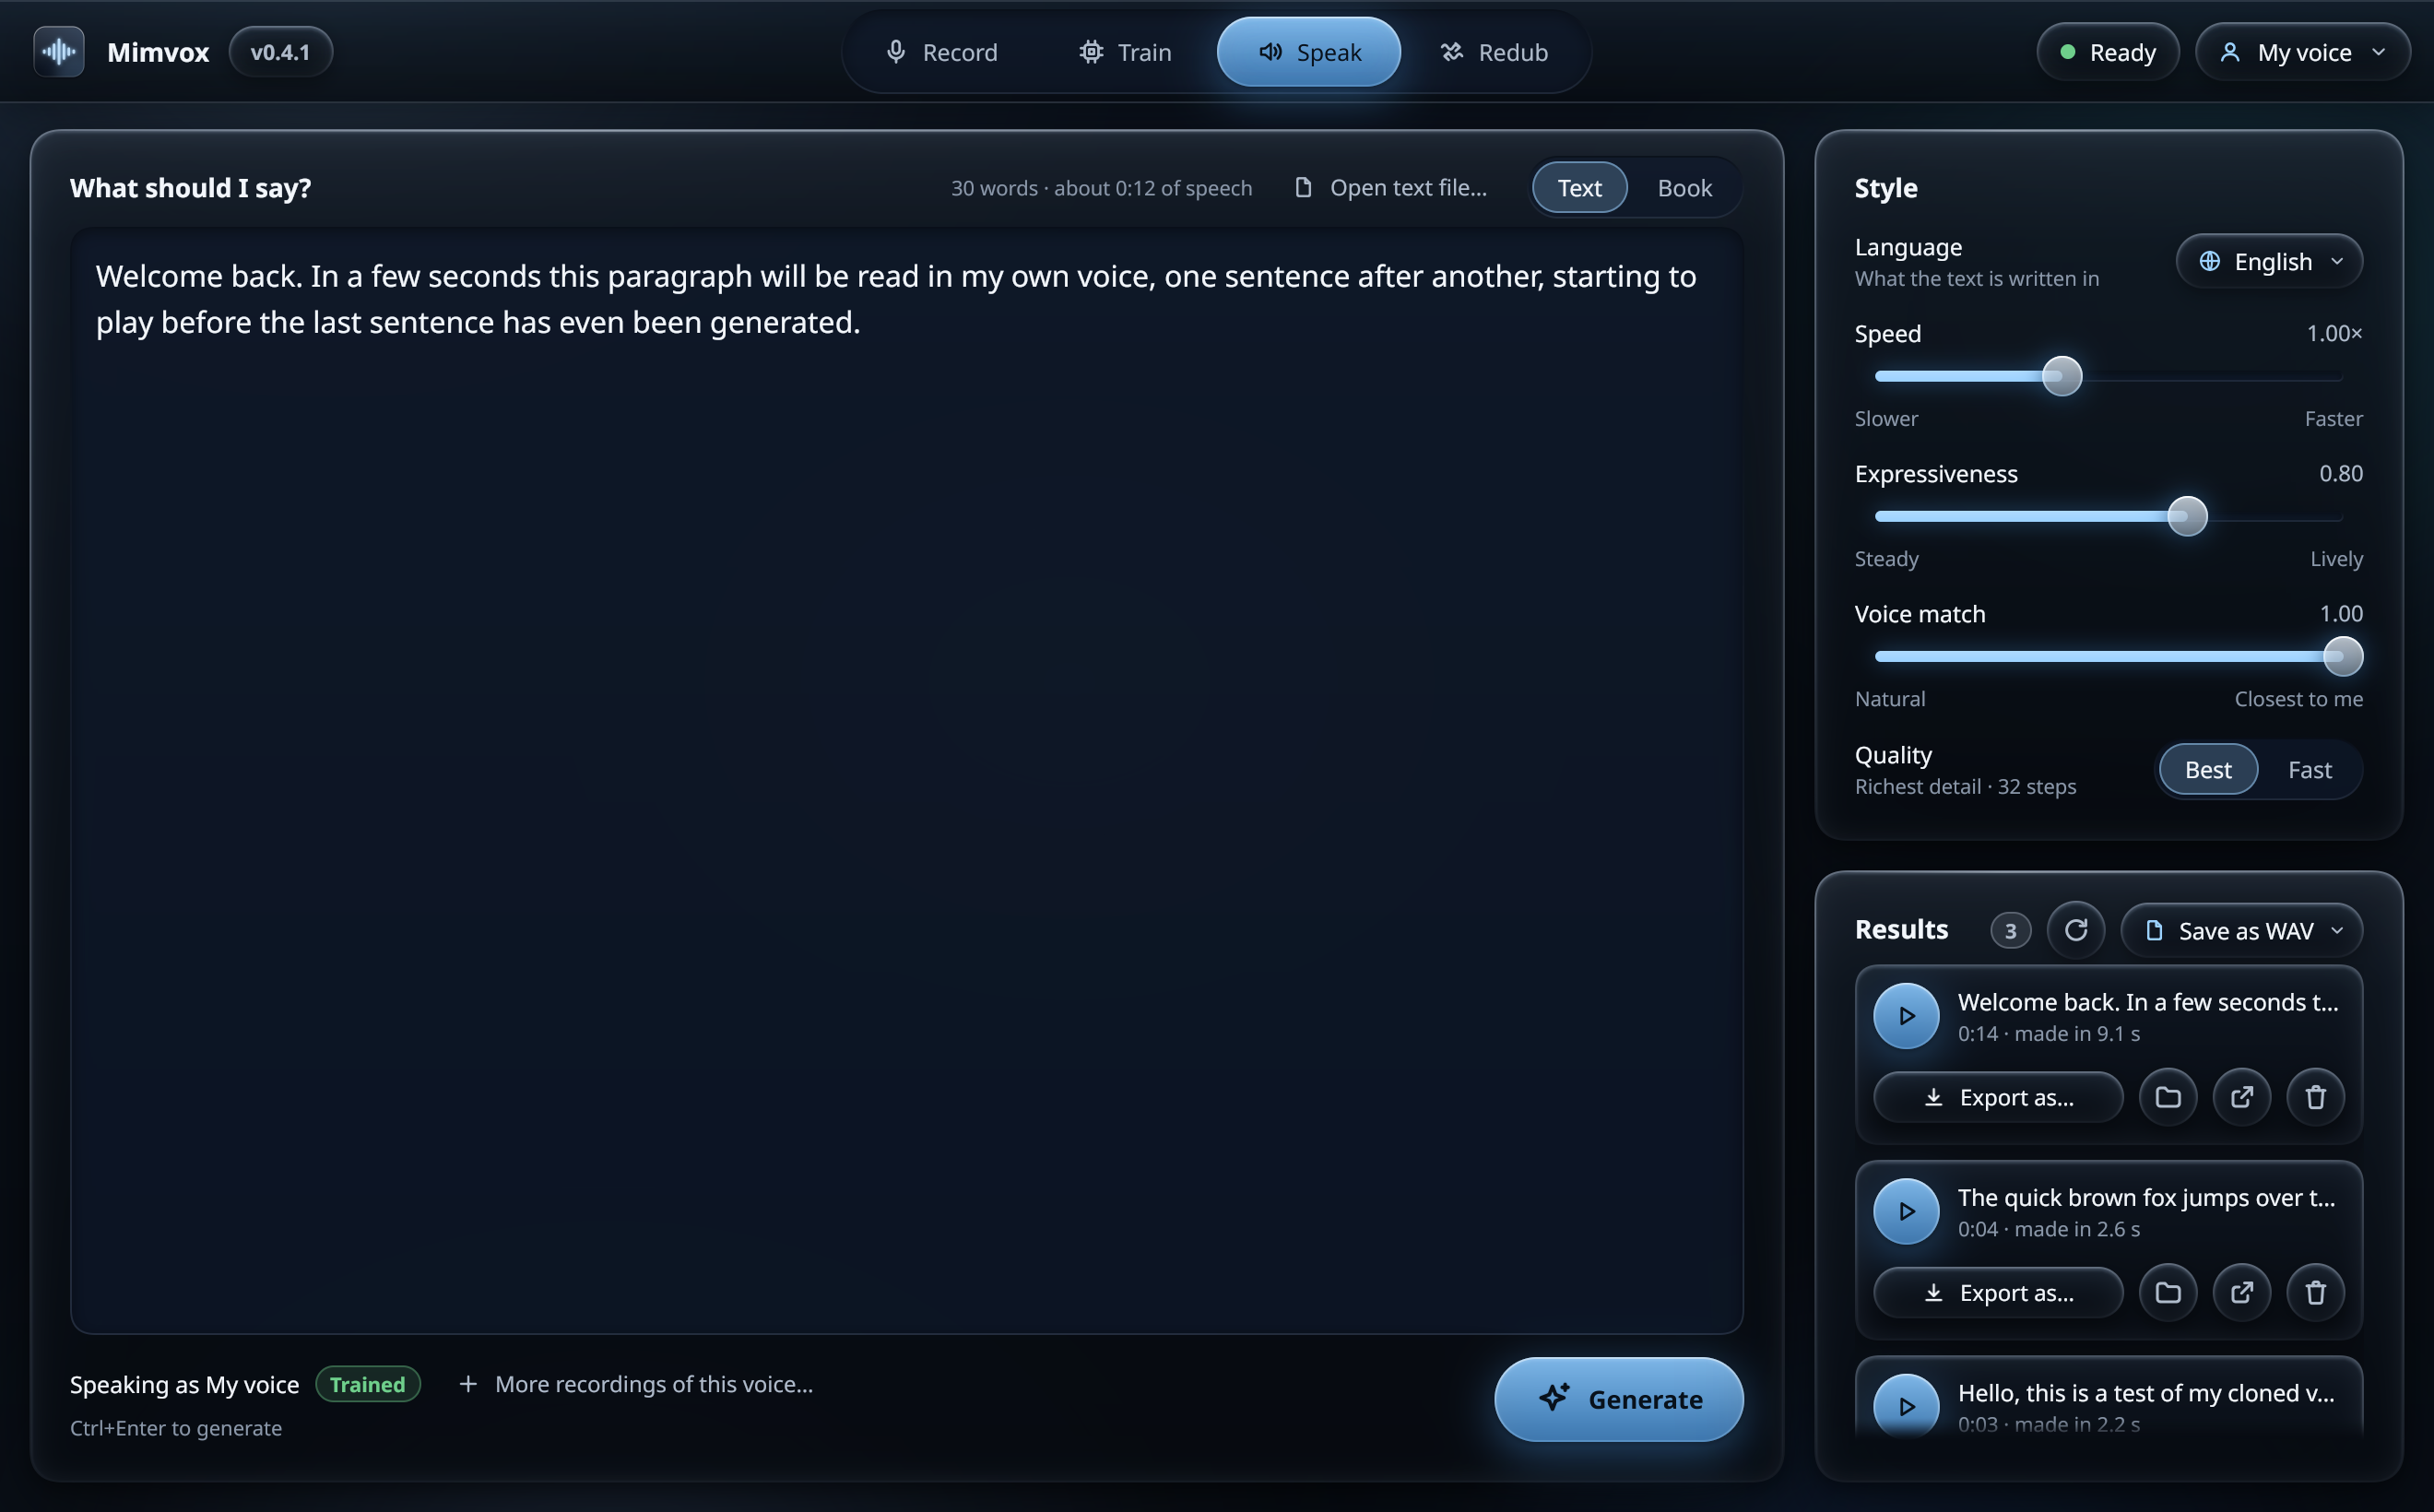 Mimvox
v0.4.1
Record
Train
Speak
Redub
Ready
My voice
What should I say?
30 words · about 0:12 of speech
Open text file...
Text
Book
Welcome back. In a few seconds this paragraph will be read in my own voice, one sentence after another, starting to
play before the last sentence has even been generated.
Speaking as My voice
Trained
More recordings of this voice...
Ctrl+Enter to generate
Generate
Style
Language
What the text is written in
English
Speed
1.00×
Slower
Faster
Expressiveness
0.80
Steady
Lively
Voice match
1.00
Natural
Closest to me
Quality
Richest detail · 32 steps
Best
Fast
Results
3
Save as WAV
Welcome back. In a few seconds t...
0:14 · made in 9.1 s
Export as...
The quick brown fox jumps over t...
0:04 · made in 2.6 s
Export as...
Hello, this is a test of my cloned v...
0:03 · made in 2.2 s